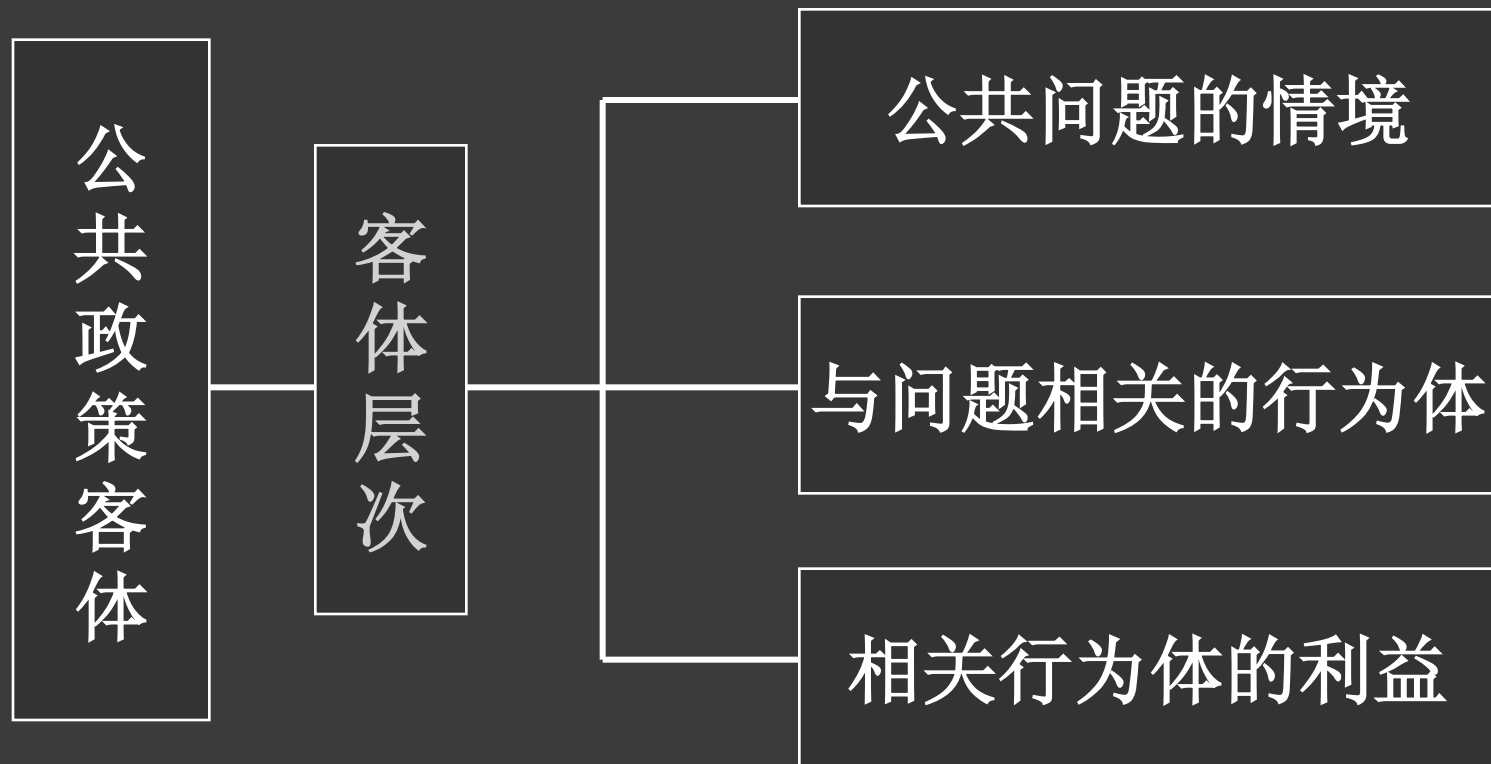 公共政策客体
客体层次
公共问题的情境
与问题相关的行为体
相关行为体的利益